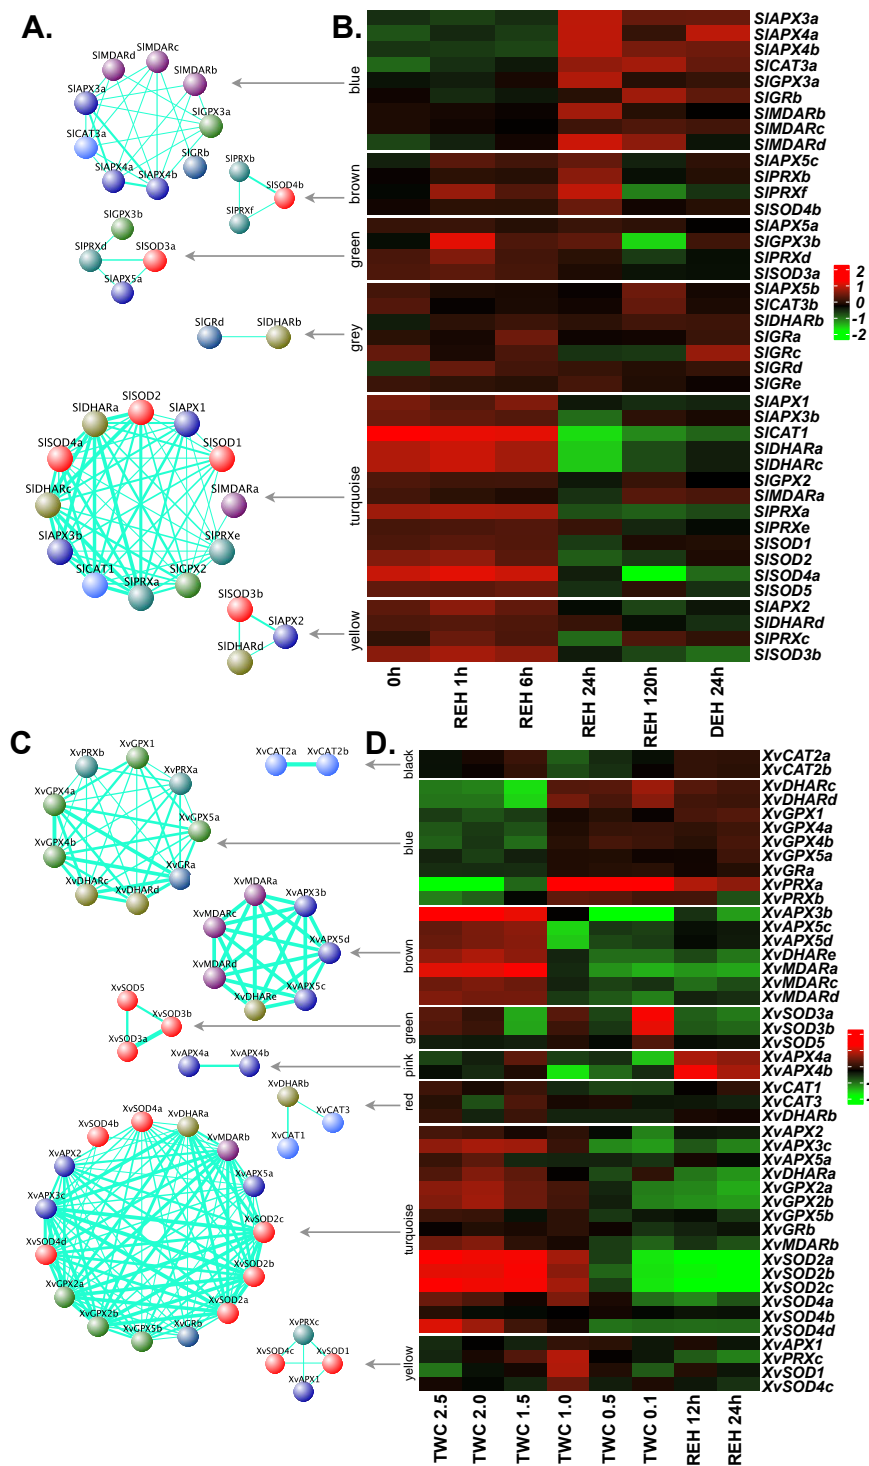 A.
B.
SlMDARc
SlMDARd
SlMDARb
SlAPX3a
SlGPX3a
SlCAT3a
SlGRb
SlAPX4a
SlAPX4b
SlPRXb
SlSOD4b
SlPRXf
SlGPX3b
SlPRXd
SlSOD3a
SlAPX5a
SlGRd
SlDHARb
SlSOD2
SlDHARa
SlAPX1
SlSOD4a
SlSOD1
SlDHARc
SlMDARa
SlAPX3b
SlPRXe
SlCAT1
SlGPX2
SlPRXa
SlSOD3b
SlAPX2
SlDHARd
blue
brown
green
grey
turquoise
yellow
SlAPX3a
SlAPX4a
SlAPX4b
SlCAT3a
SlGPX3a
SlGRb
SlMDARb
SlMDARc
SlMDARd
SlAPX5c
SlPRXb
SlPRXf
SlSOD4b
SlAPX5a
SlGPX3b
SlPRXd
SlSOD3a
SlAPX5b
SlCAT3b
SlDHARb
SlGRa
SlGRc
SlGRd
SlGRe
SlAPX1
SlAPX3b
SlCAT1
SlDHARa
SlDHARc
SlGPX2
SlMDARa
SlPRXa
SlPRXe
SlSOD1
SlSOD2
SlSOD4a
SlSOD5
SlAPX2
SlDHARd
SlPRXc
SlSOD3b
2
1
0
-1
-2
0h
REH 1h
REH 6h
REH 24h
REH 120h
DEH 24h
C
D.
XvGPX1
XvPRXb
XvPRXa
XvGPX4a
XvGPX5a
XvGPX4b
XvGRa
XvDHARc
XvDHARd
XvCAT2a
XvCAT2b
XvMDARa
XvAPX3b
XvMDARc
XvAPX5d
XvMDARd
XvAPX5c
XvDHARe
XvSOD5
XvSOD3b
XvSOD3a
XvAPX4a
XvAPX4b
XvDHARb
XvCAT3
XvCAT1
XvSOD4a
XvDHARa
XvSOD4b
XvMDARb
XvAPX2
XvAPX5a
XvAPX3c
XvSOD2c
XvSOD4d
XvSOD2b
XvGPX2a
XvSOD2a
XvGPX2b
XvGRb
XvGPX5b
XvPRXc
XvSOD4c
XvSOD1
XvAPX1
black
blue
brown
green
pink
red
turquoise
yellow
XvCAT2a
XvCAT2b
XvDHARc
XvDHARd
XvGPX1
XvGPX4a
XvGPX4b
XvGPX5a
XvGRa
XvPRXa
XvPRXb
XvAPX3b
XvAPX5c
XvAPX5d
XvDHARe
XvMDARa
XvMDARc
XvMDARd
XvSOD3a
XvSOD3b
XvSOD5
XvAPX4a
XvAPX4b
XvCAT1
XvCAT3
XvDHARb
XvAPX2
XvAPX3c
XvAPX5a
XvDHARa
XvGPX2a
XvGPX2b
XvGPX5b
XvGRb
XvMDARb
XvSOD2a
XvSOD2b
XvSOD2c
XvSOD4a
XvSOD4b
XvSOD4d
XvAPX1
XvPRXc
XvSOD1
XvSOD4c
TWC 2.5
TWC 2.0
TWC 1.5
TWC 1.0
TWC 0.5
TWC 0.1
REH 12h
REH 24h